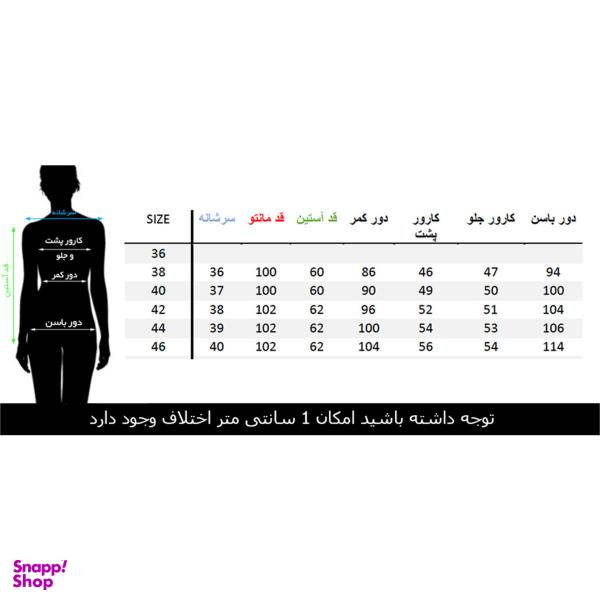 سرشانه
کارور پشت
و جلو
دور کمر
قد آستین
دور باسن
SIZE سرشانه قد مانتو قد آستین دور کمر کارور پشت کارور جلو دور باسن
36
38 36 100 60 86 46 47 94
40 37 100 60 90 49 50 100
42 38 102 62 96 52 51 104
44 39 102 62 100 54 53 106
46 40 102 62 104 56 54 114
توجه داشته باشید امکان 1 سانتی متر اختلاف وجود دارد
Snapp!
Shop